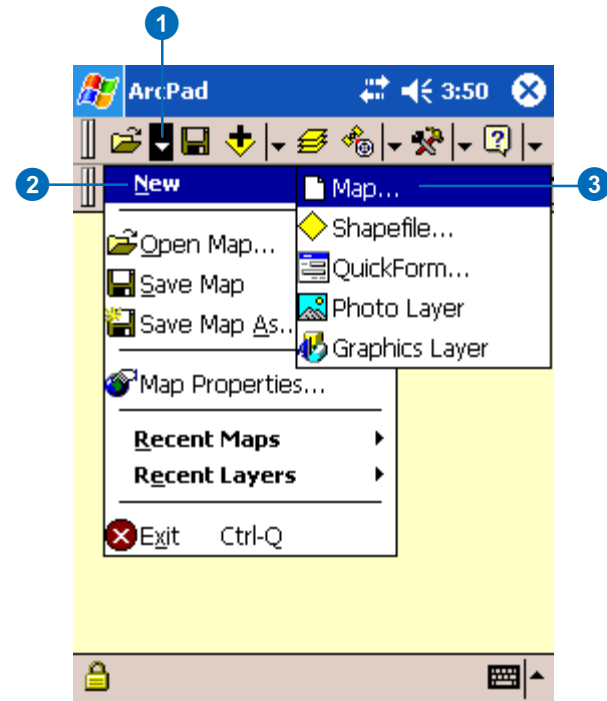 1
ArcPad 3:50
2 New
Map... 3
Shapefile...
QuickForm...
Photo Layer
Graphics Layer
Open Map...
Save Map
Save Map As..
Map Properties...
Recent Maps
Recent Layers
Exit Ctrl-Q